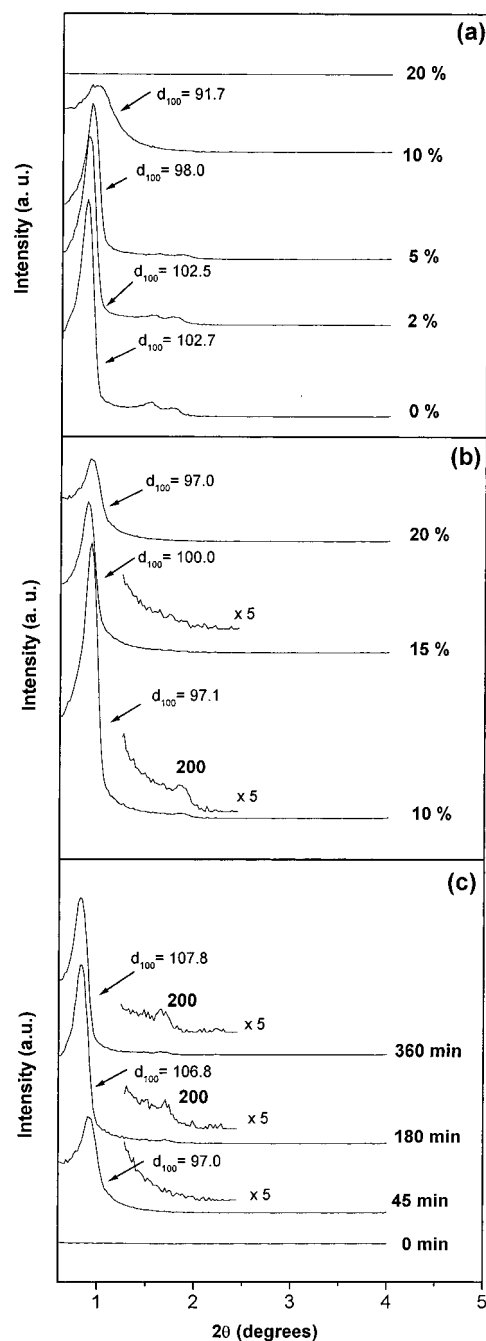 (a)
20 %
d100= 91.7
10 %
d100= 98.0
5 %
d100= 102.5
2 %
d100= 102.7
0 %
Intensity (a. u.)
(b)
d100= 97.0
20 %
d100= 100.0
x 5
15 %
d100= 97.1
200
x 5
10 %
Intensity (a. u.)
(c)
d100= 107.8
200
x 5
360 min
d100= 106.8
200
x 5
180 min
d100= 97.0
x 5
45 min
0 min
Intensity (a.u.)
1 2 3 4 5
2θ (degrees)